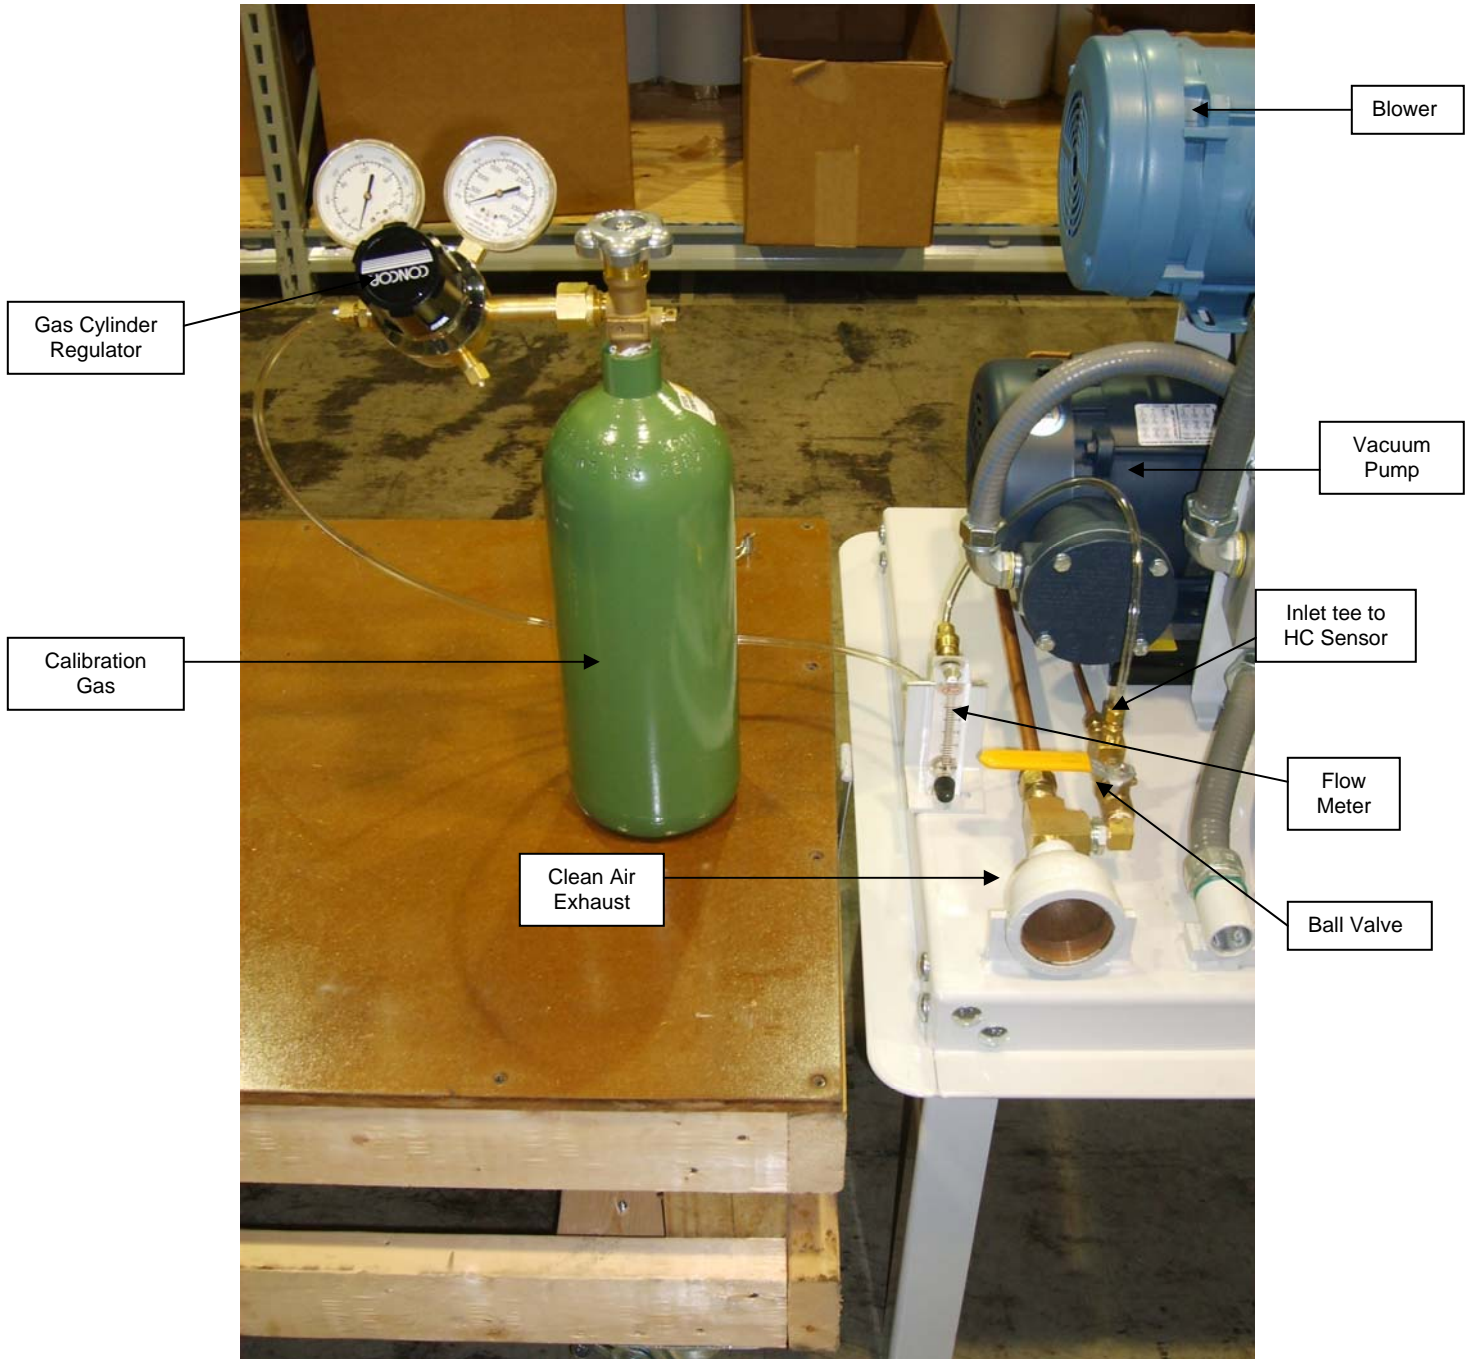 Blower
CONCOR
Gas Cylinder
Regulator
Vacuum
Pump
Inlet tee to
HC Sensor
Calibration
Gas
Flow
Meter
Clean Air
Exhaust
Ball Valve